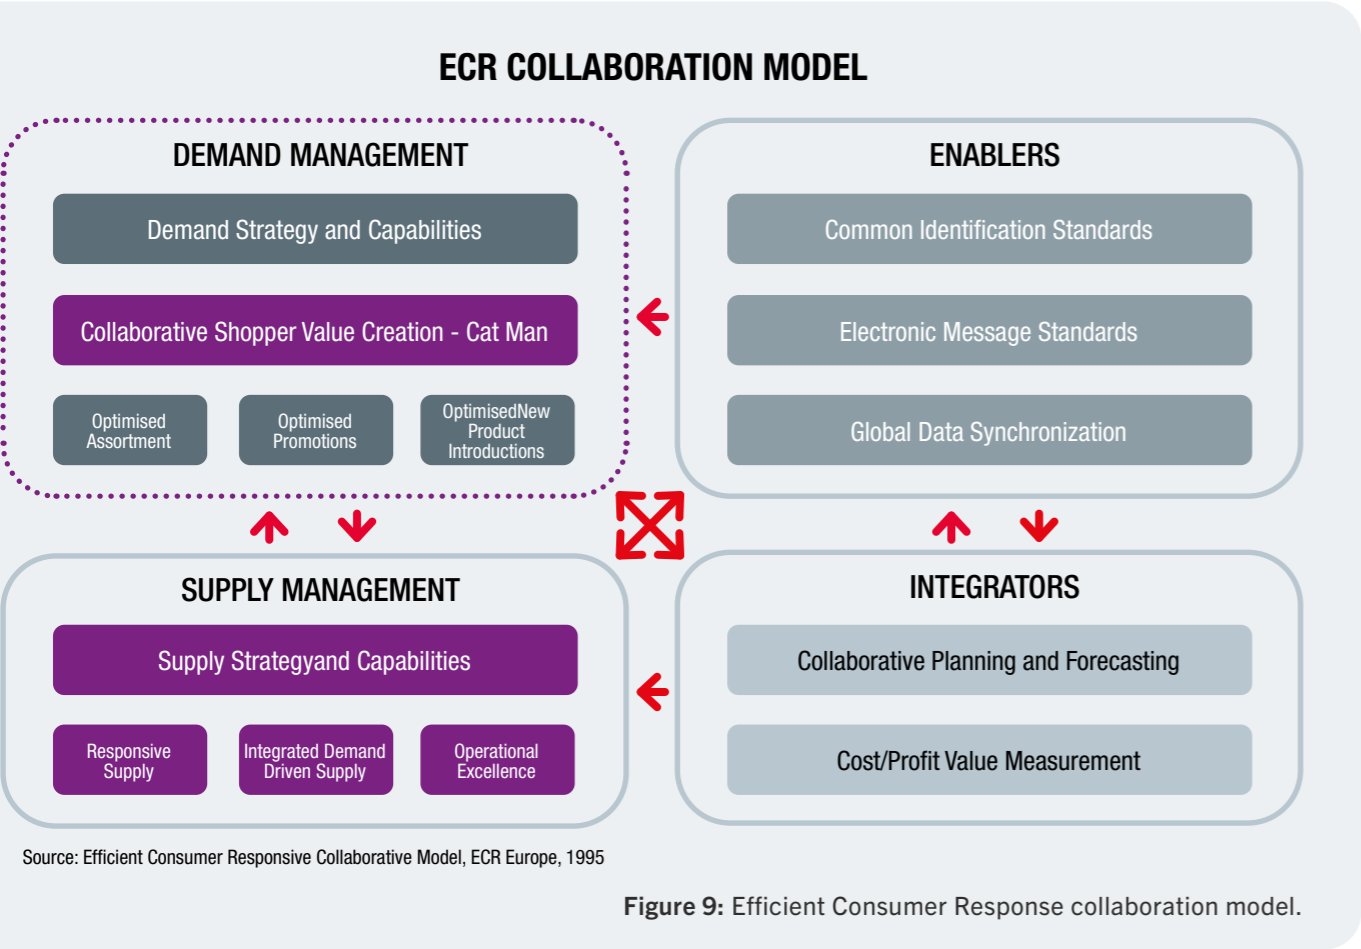 ECR COLLABORATION MODEL
DEMAND MANAGEMENT
Demand Strategy and Capabilities
Collaborative Shopper Value Creation - Cat Man
Optimised
Assortment
Optimised
Promotions
OptimisedNew
Product
Introductions
ENABLERS
Common Identification Standards
Electronic Message Standards
Global Data Synchronization
SUPPLY MANAGEMENT
Supply Strategyand Capabilities
Responsive
Supply
Integrated Demand
Driven Supply
Operational
Excellence
INTEGRATORS
Collaborative Planning and Forecasting
Cost/Profit Value Measurement
Source: Efficient Consumer Responsive Collaborative Model, ECR Europe, 1995
Figure 9: Efficient Consumer Response collaboration model.